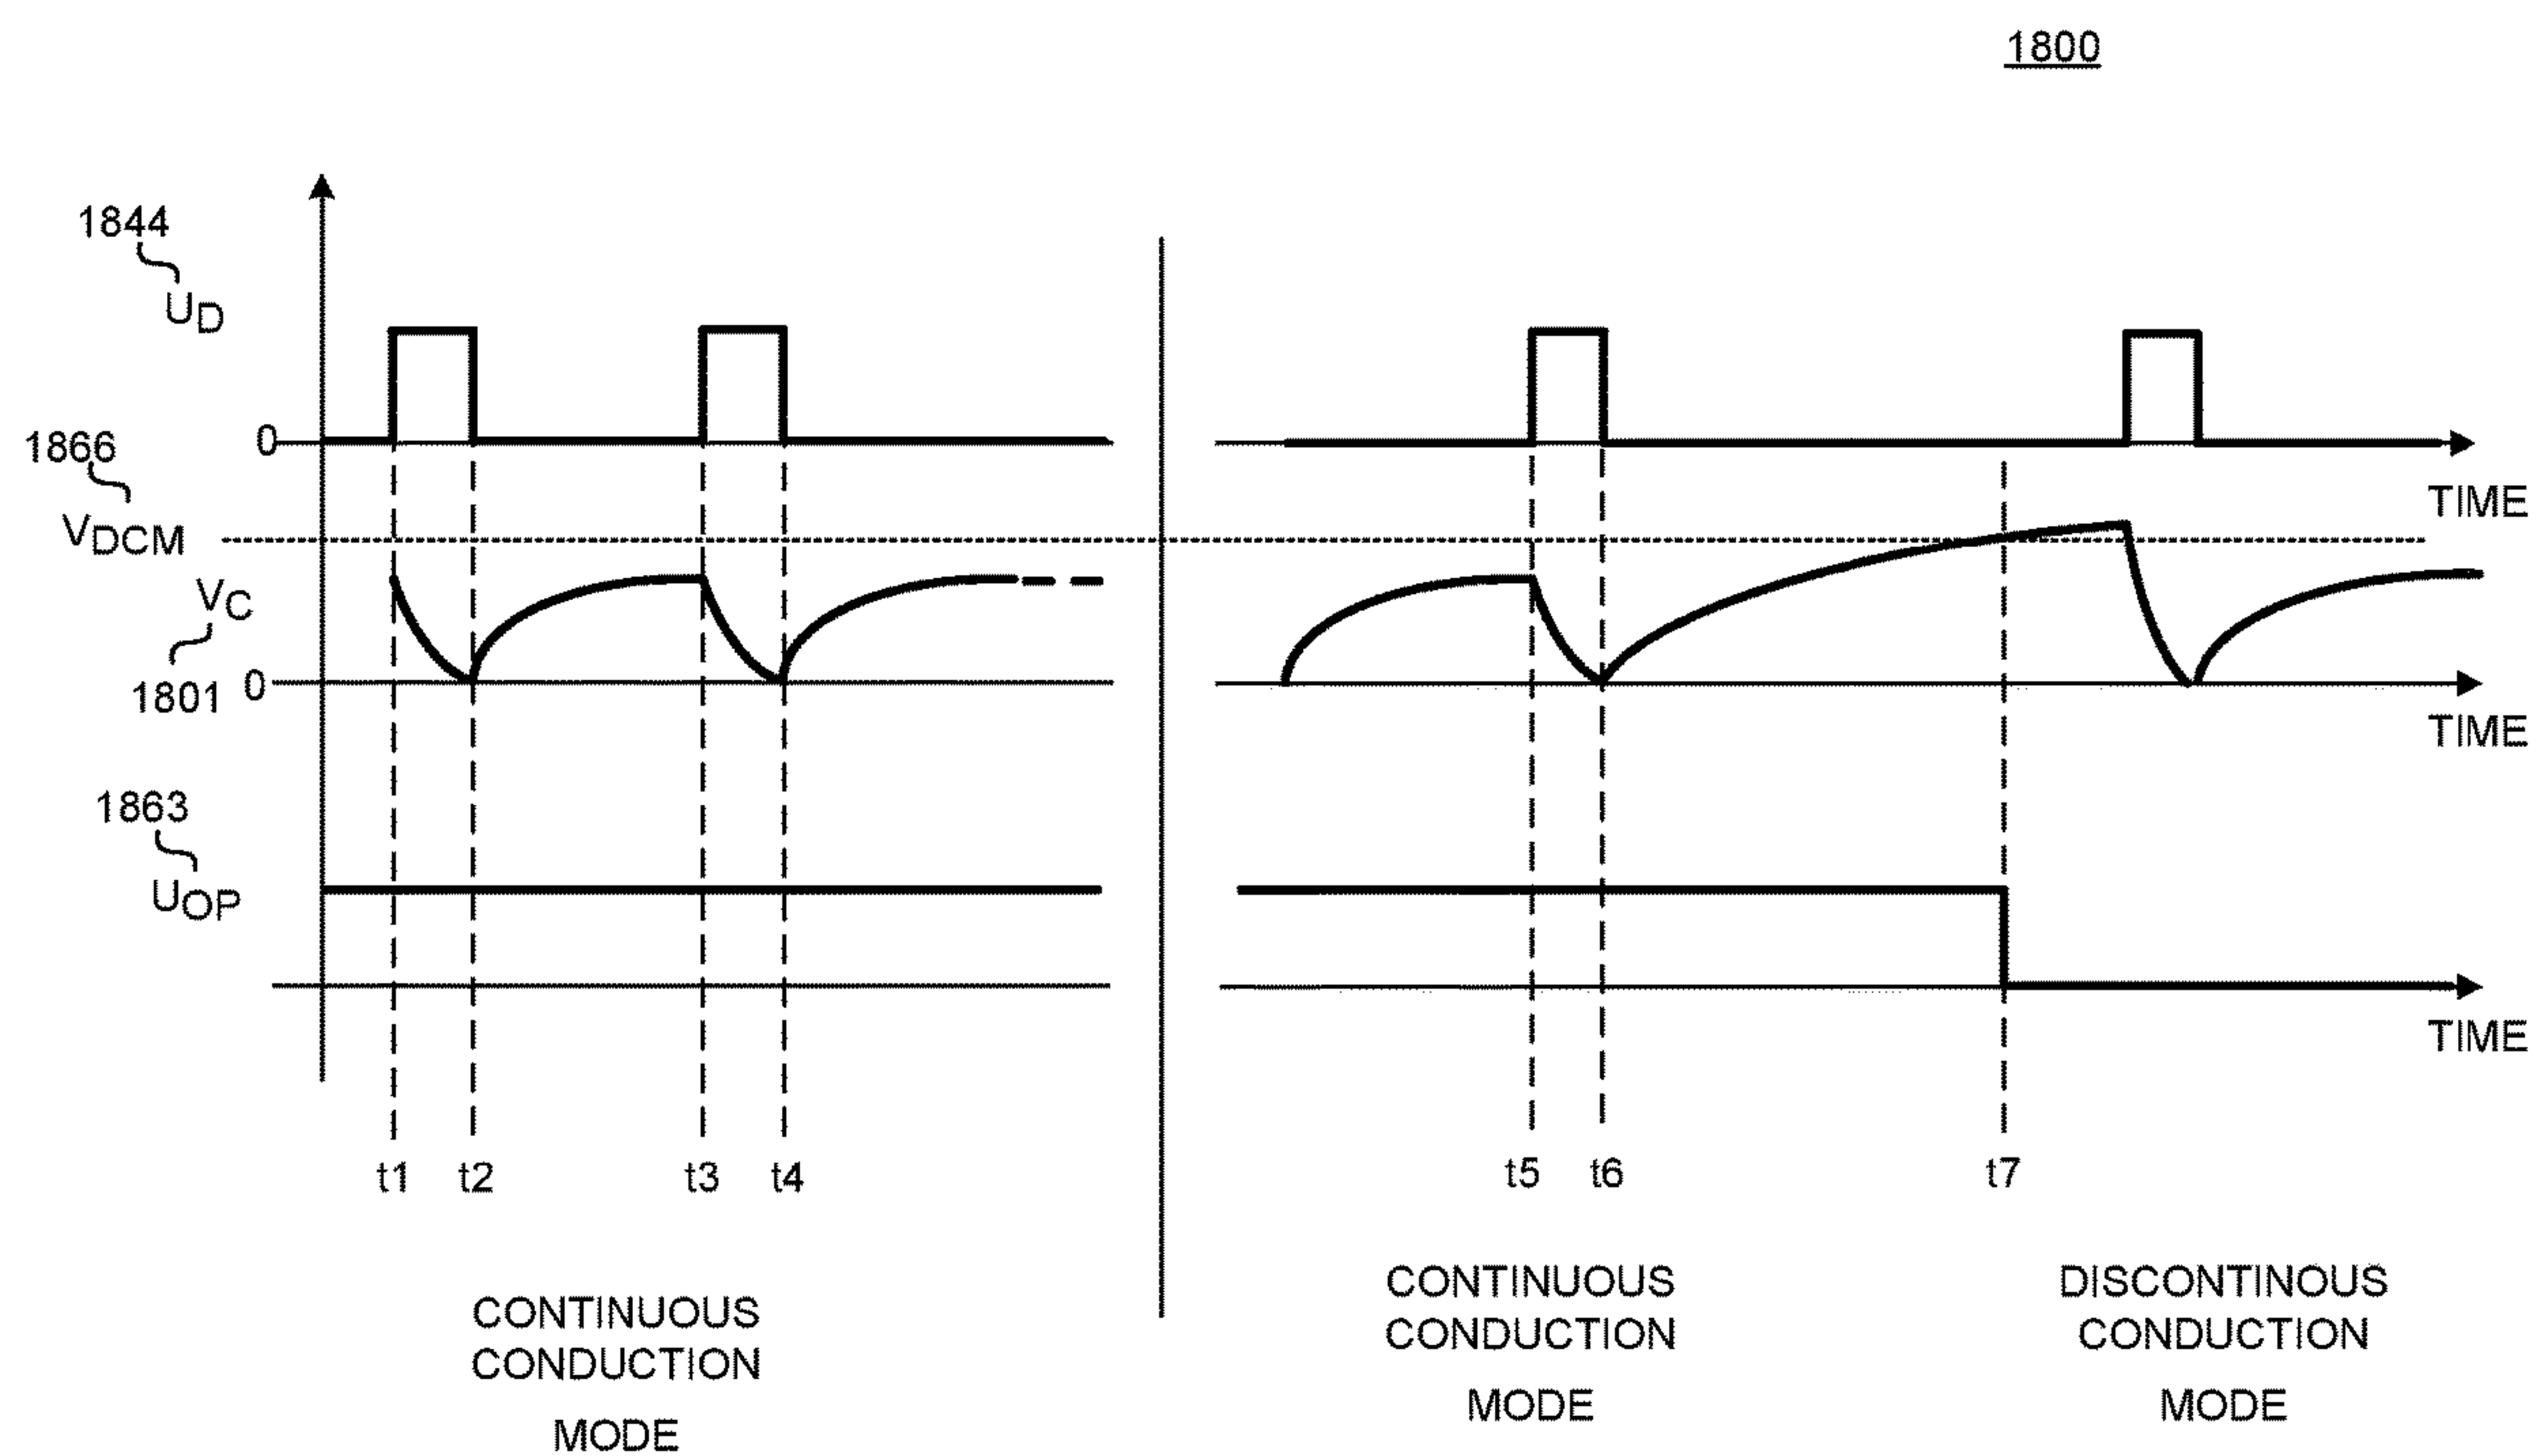 1800
1844
UD
0
1866
TIME
VDCM
VC
1801 0
TIME
1863
UOP
TIME
t1 t2 t3 t4 t5 t6 t7
CONTINUOUS
CONDUCTION
MODE
CONTINUOUS
CONDUCTION
MODE
DISCONTINOUS
CONDUCTION
MODE